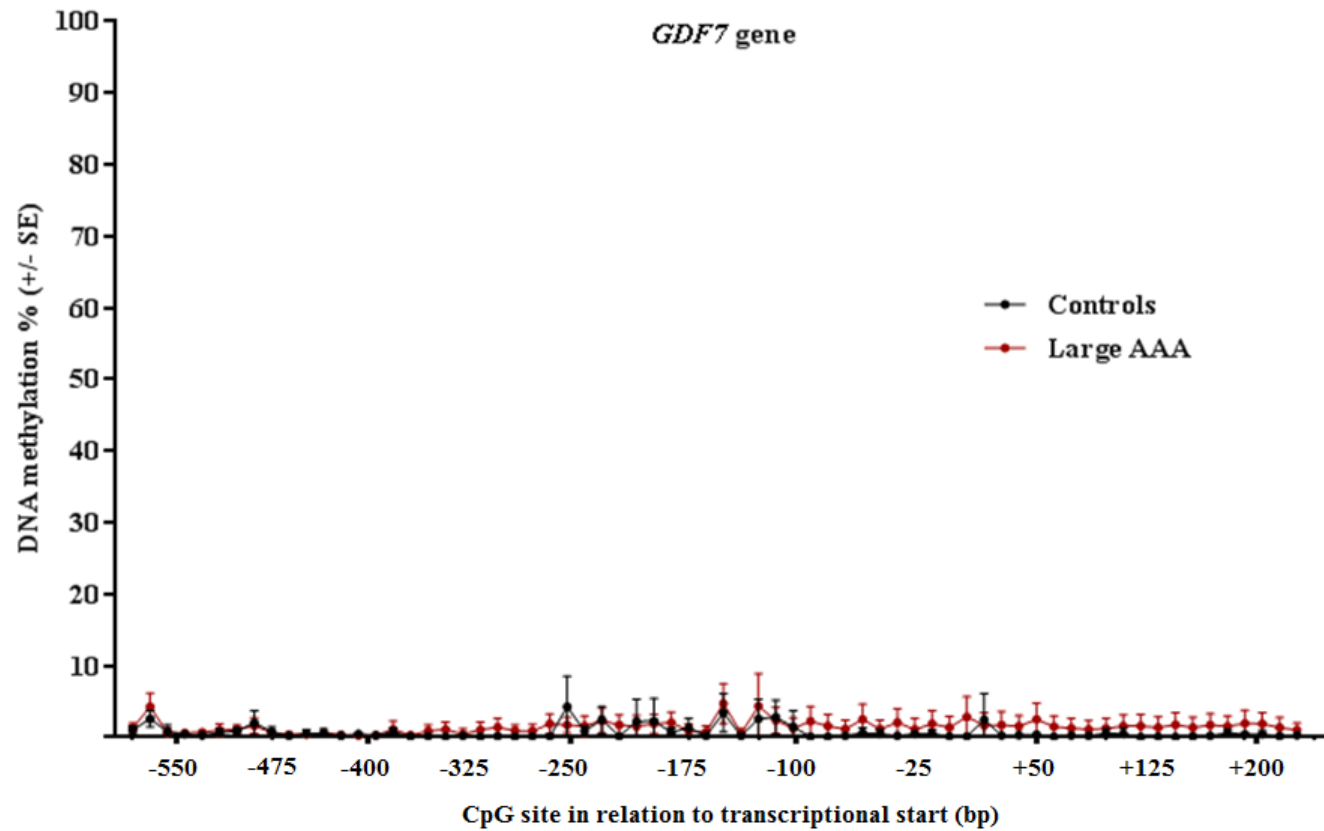 GDF7 gene
100
90
80
70
60
50
40
30
20
10
DNA methylation % (+/- SE)
Controls
Large AAA
-550 -475 -400 -325 -250 -175 -100 -25 +50 +125 +200
CpG site in relation to transcriptional start (bp)